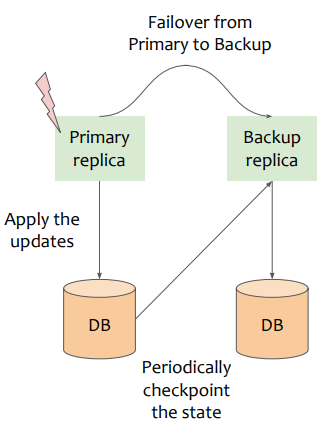 Failover from
Primary to Backup
Primary
replica
Backup
replica
Apply the
updates
DB
DB
Periodically
checkpoint
the state